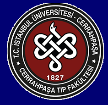 T.C. İSTANBUL ÜNİVERSİTESİ - CERRAHPAŞA
1827
CERRAHPAŞA TIP FAKÜLTESİ